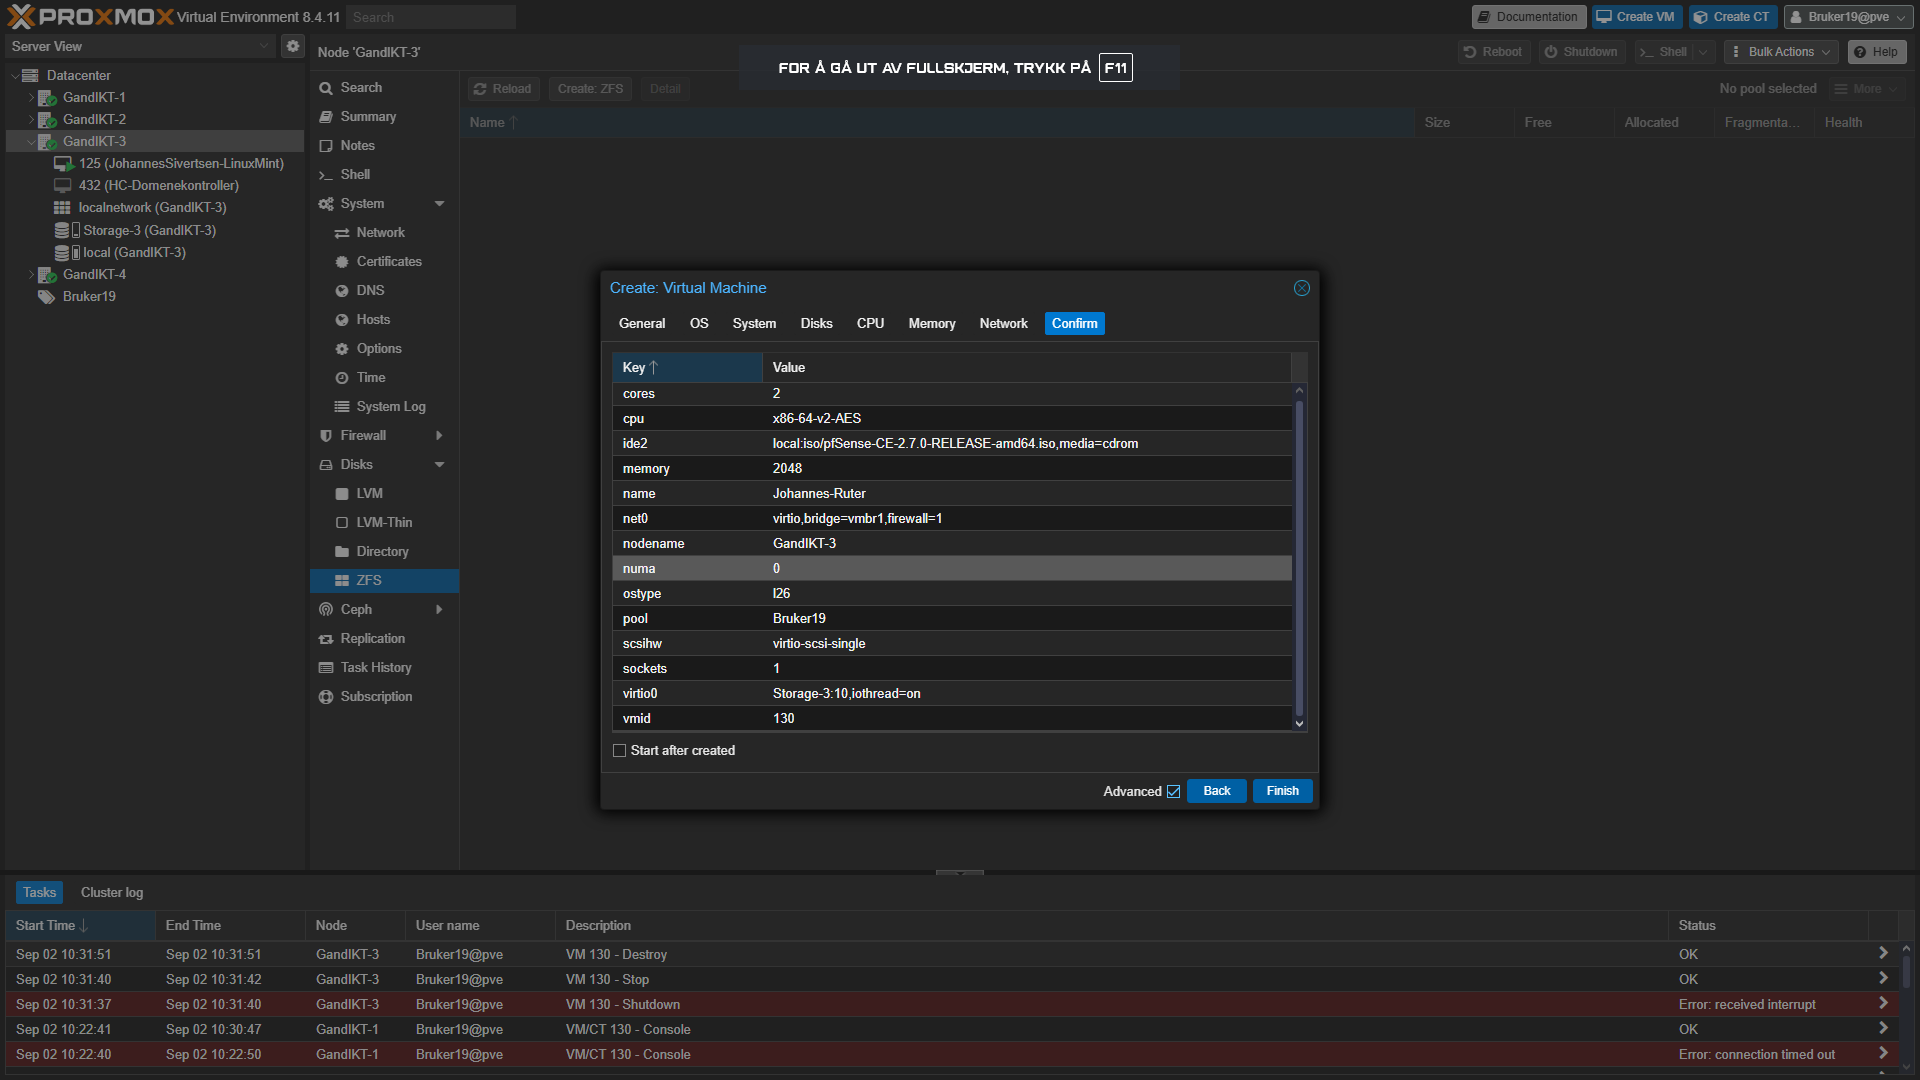 PROXMOX Virtual Environment 8.4.11 Search Documentation Create VM Create CT Bruker19@pve
Server View
Node 'GandIKT-3' Reboot Shutdown Shell Bulk Actions Help
FOR Å GÅ UT AV FULLSKJERM, TRYKK PÅ F11
Datacenter
GandIKT-1
GandIKT-2
GandIKT-3
125 (JohannesSivertsen-LinuxMint)
432 (HC-Domenekontroller)
localnetwork (GandIKT-3)
Storage-3 (GandIKT-3)
local (GandIKT-3)
GandIKT-4
Bruker19
Search
Summary
Notes
Shell
System
Network
Certificates
DNS
Hosts
Options
Time
System Log
Firewall
Disks
LVM
LVM-Thin
Directory
ZFS
Ceph
Replication
Task History
Subscription
Reload Create: ZFS Detail No pool selected More
Name Size Free Allocated Fragmenta... Health
Create: Virtual Machine
General OS System Disks CPU Memory Network Confirm
Key Value
cores 2
cpu x86-64-v2-AES
ide2 local:iso/pfSense-CE-2.7.0-RELEASE-amd64.iso,media=cdrom
memory 2048
name Johannes-Ruter
net0 virtio,bridge=vmbr1,firewall=1
nodename GandIKT-3
numa 0
ostype l26
pool Bruker19
scsihw virtio-scsi-single
sockets 1
virtio0 Storage-3:10,iothread=on
vmid 130
Start after created
Advanced Back Finish
Tasks Cluster log
Start Time End Time Node User name Description Status
Sep 02 10:31:51 Sep 02 10:31:51 GandIKT-3 Bruker19@pve VM 130 - Destroy OK
Sep 02 10:31:40 Sep 02 10:31:42 GandIKT-3 Bruker19@pve VM 130 - Stop OK
Sep 02 10:31:37 Sep 02 10:31:40 GandIKT-3 Bruker19@pve VM 130 - Shutdown Error: received interrupt
Sep 02 10:22:41 Sep 02 10:30:47 GandIKT-1 Bruker19@pve VM/CT 130 - Console OK
Sep 02 10:22:40 Sep 02 10:22:50 GandIKT-1 Bruker19@pve VM/CT 130 - Console Error: connection timed out